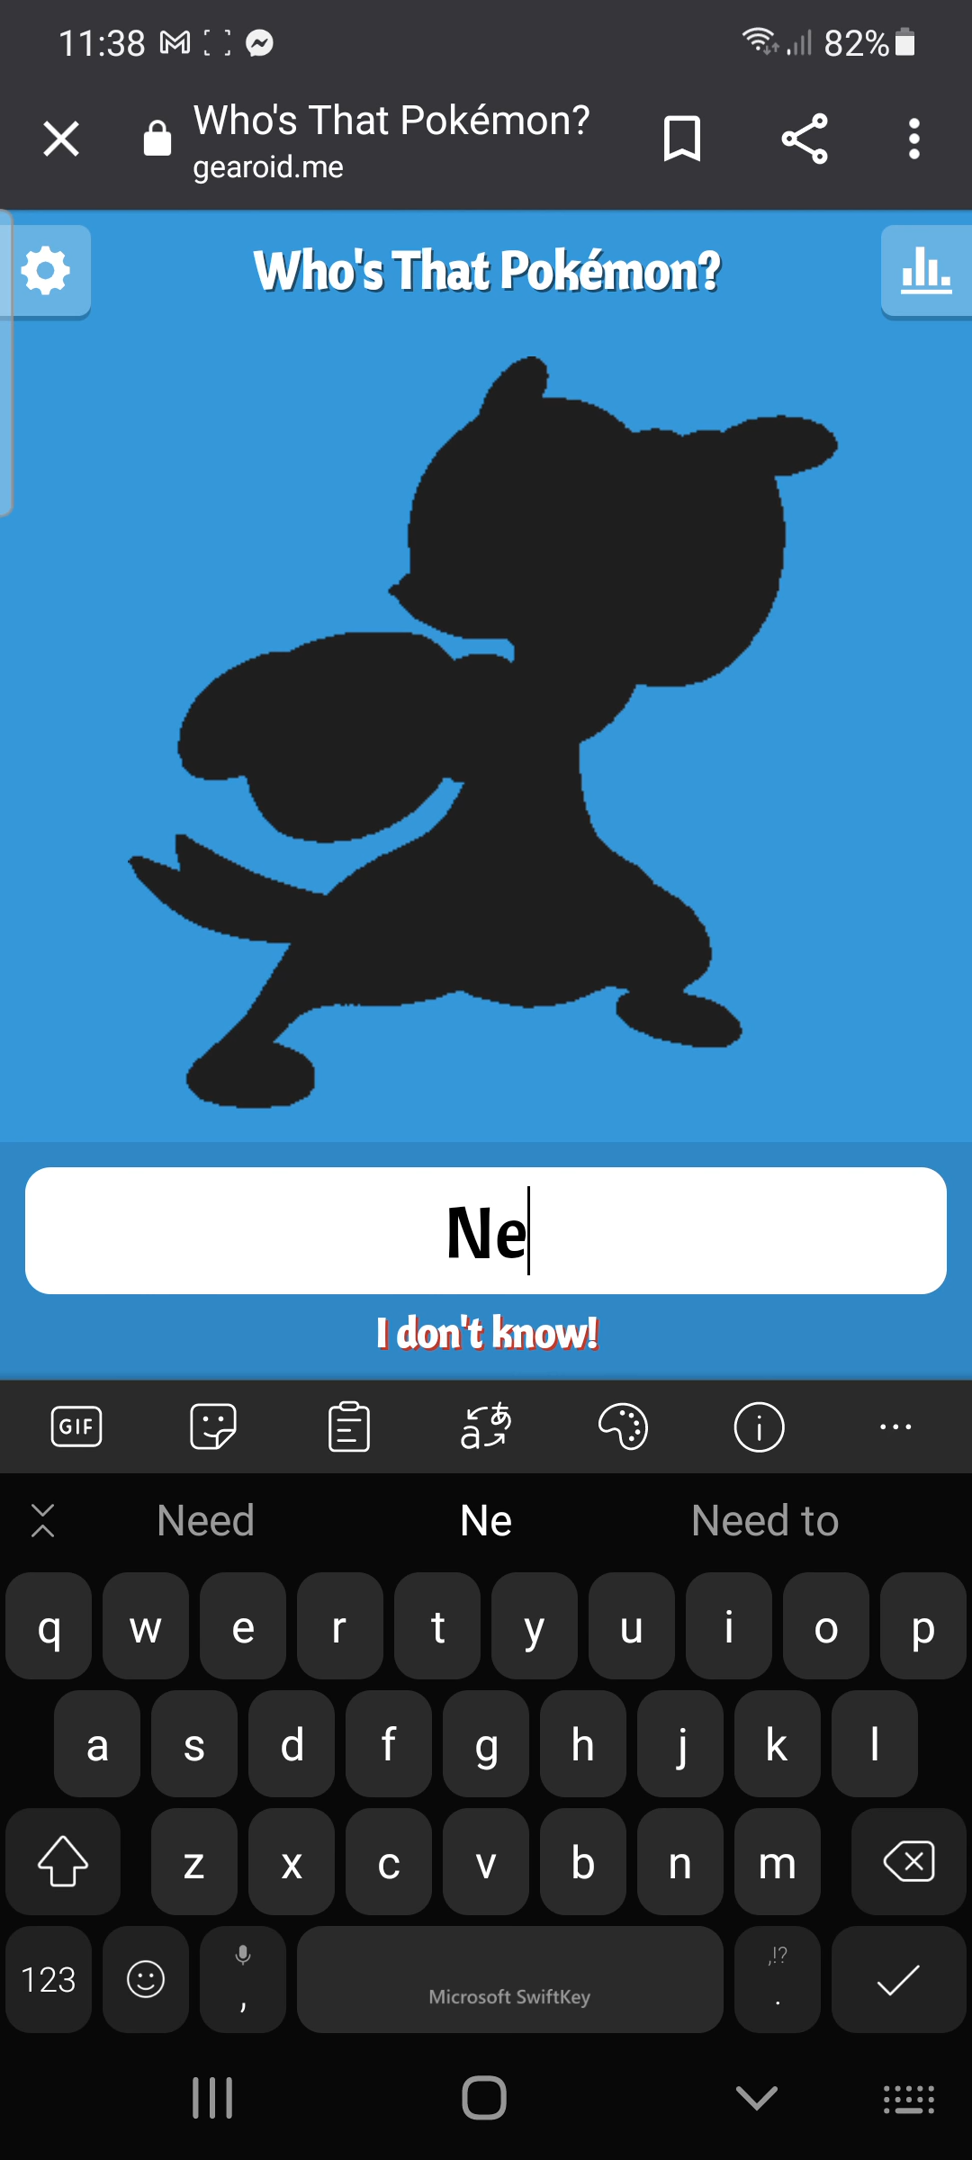 11:38 82%
Who's That Pokémon?
gearoid.me
Who's That Pokémon?
Ne
I don't know!
GIF
a あ
Need Ne Need to
q w e r t y u i o p
a s d f g h j k l
z x c v b n m
,!?
123 , Microsoft SwiftKey .